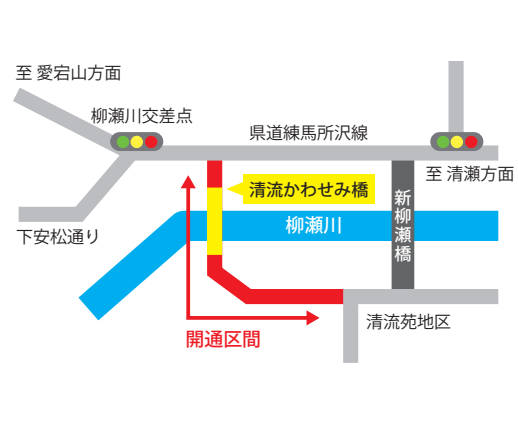 至 愛宕山方面
柳瀬川交差点
県道練馬所沢線
至 清瀬方面
清流かわせみ橋
新柳瀬橋
柳瀬川
下安松通り
清流苑地区
開通区間